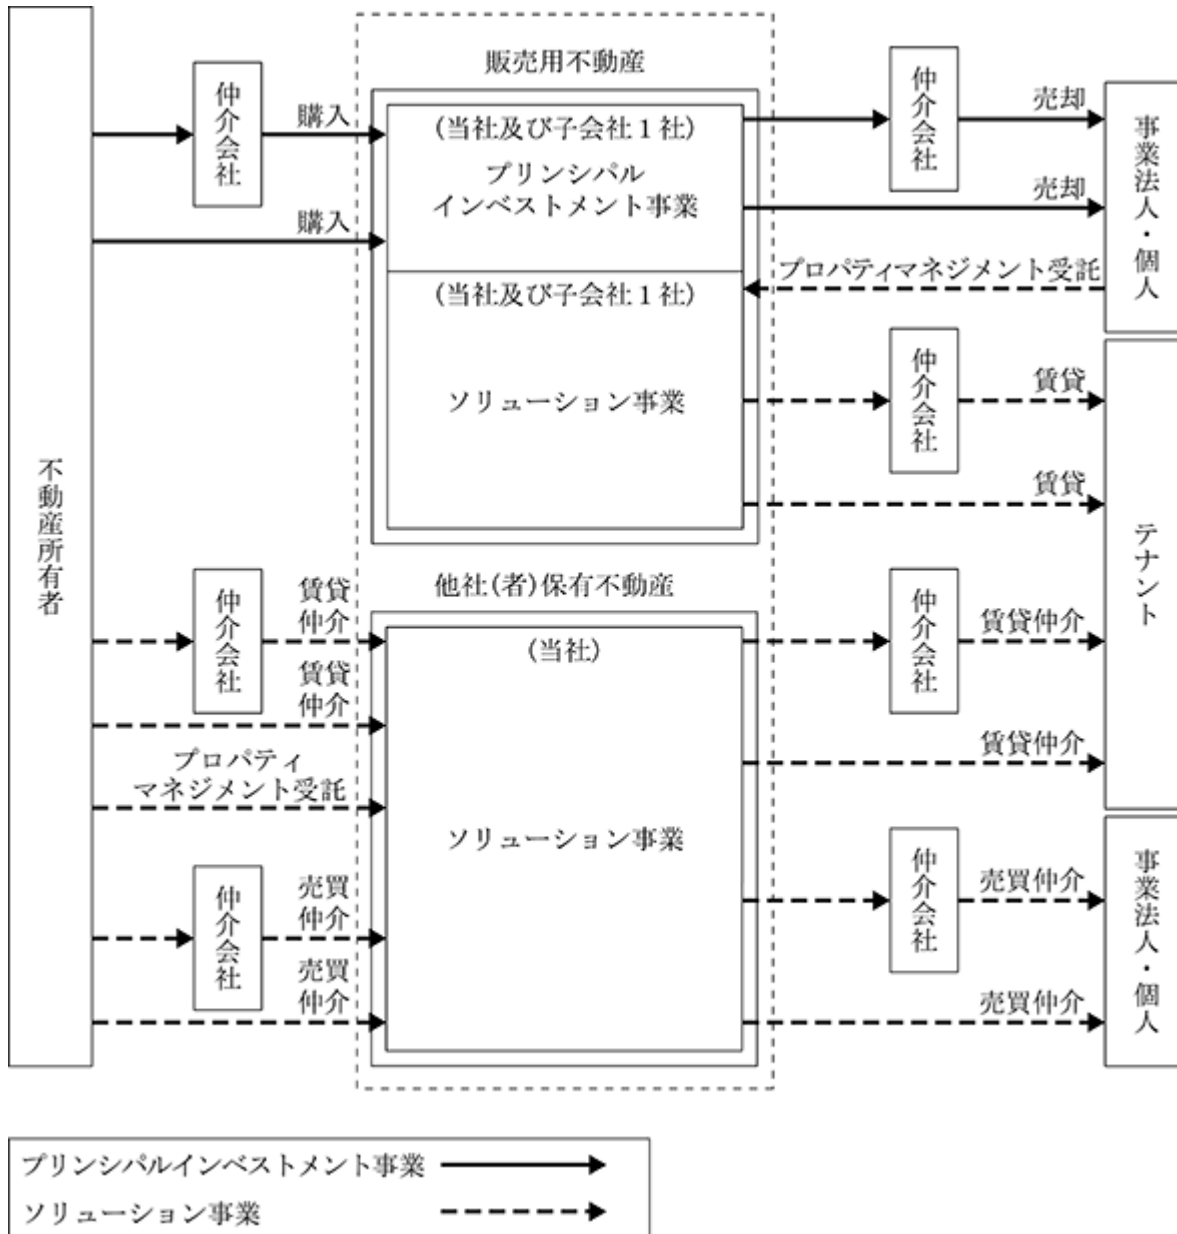 販売用不動産
仲介会社
購入
購入
(当社及び子会社1社)
プリンシパル
インベストメント事業
仲介会社
売却
売却
プロパティマネジメント受託
事業法人・個人
(当社及び子会社1社)
ソリューション事業
仲介会社
賃貸
賃貸
不動産所有者
テナント
他社(者)保有不動産
仲介会社
賃貸
仲介
賃貸
仲介
プロパティ
マネジメント受託
仲介会社
売買
仲介
売買
仲介
(当社)
ソリューション事業
仲介会社
賃貸仲介
賃貸仲介
仲介会社
売買仲介
売買仲介
事業法人・個人
プリンシパルインベストメント事業
ソリューション事業